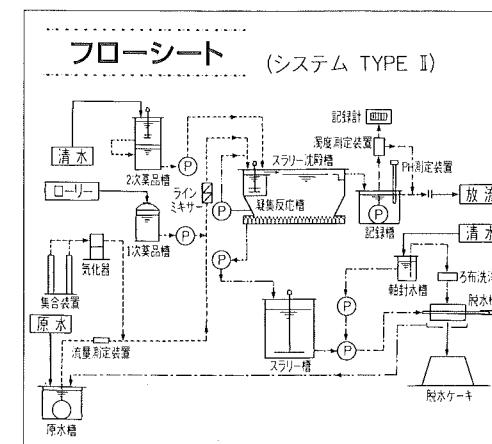 フローシート
(システム TYPE Ⅱ)
記録計
濁度測定装置
PH測定装置
清水
2次薬品槽
P
スラリー沈殿槽
ローリー
ライン
ミキサー
凝集反応槽
P
P
記録槽
放流
1次薬品槽
P
清水
気化器
P
軸封水槽
ろ布洗浄
集合装置
脱水機
原水
P
流量測定装置
スラリー槽
P
原水槽
脱水ケーキ